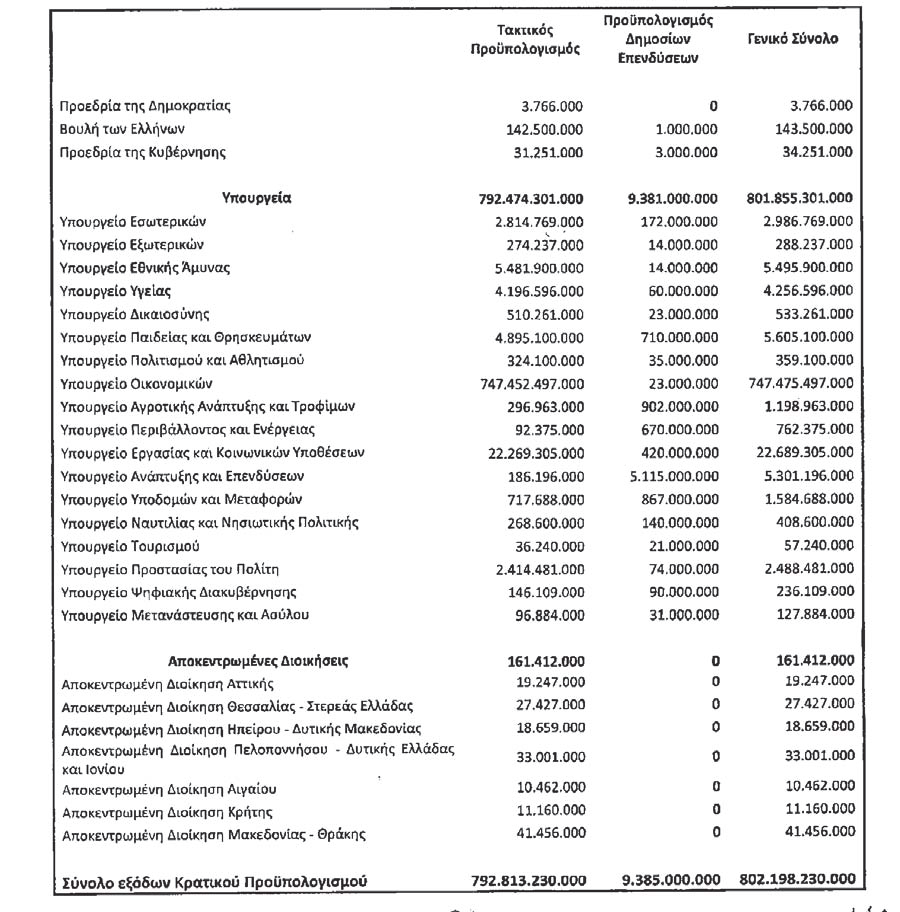 Τακτικός Προϋπολογισμός Προϋπολογισμός Δημοσίων Επενδύσεων Γενικό Σύνολο
Προεδρία της Δημοκρατίας 3.766.000 0 3.766.000
Βουλή των Ελλήνων 142.500.000 1.000.000 143.500.000
Προεδρία της Κυβέρνησης 31.251.000 3.000.000 34.251.000
Υπουργεία 792.474.301.000 9.381.000.000 801.855.301.000
Υπουργείο Εσωτερικών 2.814.769.000 172.000.000 2.986.769.000
Υπουργείο Εξωτερικών 274.237.000 14.000.000 288.237.000
Υπουργείο Εθνικής Άμυνας 5.481.900.000 14.000.000 5.495.900.000
Υπουργείο Υγείας 4.196.596.000 60.000.000 4.256.596.000
Υπουργείο Δικαιοσύνης 510.261.000 23.000.000 533.261.000
Υπουργείο Παιδείας και Θρησκευμάτων 4.895.100.000 710.000.000 5.605.100.000
Υπουργείο Πολιτισμού και Αθλητισμού 324.100.000 35.000.000 359.100.000
Υπουργείο Οικονομικών 747.452.497.000 23.000.000 747.475.497.000
Υπουργείο Αγροτικής Ανάπτυξης και Τροφίμων 296.963.000 902.000.000 1.198.963.000
Υπουργείο Περιβάλλοντος και Ενέργειας 92.375.000 670.000.000 762.375.000
Υπουργείο Εργασίας και Κοινωνικών Υποθέσεων 22.269.305.000 420.000.000 22.689.305.000
Υπουργείο Ανάπτυξης και Επενδύσεων 186.196.000 5.115.000.000 5.301.196.000
Υπουργείο Υποδομών και Μεταφορών 717.688.000 867.000.000 1.584.688.000
Υπουργείο Ναυτιλίας και Νησιωτικής Πολιτικής 268.600.000 140.000.000 408.600.000
Υπουργείο Τουρισμού 36.240.000 21.000.000 57.240.000
Υπουργείο Προστασίας του Πολίτη 2.414.481.000 74.000.000 2.488.481.000
Υπουργείο Ψηφιακής Διακυβέρνησης 146.109.000 90.000.000 236.109.000
Υπουργείο Μετανάστευσης και Ασύλου 96.884.000 31.000.000 127.884.000
Αποκεντρωμένες Διοικήσεις 161.412.000 0 161.412.000
Αποκεντρωμένη Διοίκηση Αττικής 19.247.000 0 19.247.000
Αποκεντρωμένη Διοίκηση Θεσσαλίας - Στερεάς Ελλάδας 27.427.000 0 27.427.000
Αποκεντρωμένη Διοίκηση Ηπείρου - Δυτικής Μακεδονίας 18.659.000 0 18.659.000
Αποκεντρωμένη Διοίκηση Πελοποννήσου - Δυτικής Ελλάδας
και Ιονίου 33.001.000 0 33.001.000
Αποκεντρωμένη Διοίκηση Αιγαίου 10.462.000 0 10.462.000
Αποκεντρωμένη Διοίκηση Κρήτης 11.160.000 0 11.160.000
Αποκεντρωμένη Διοίκηση Μακεδονίας - Θράκης 41.456.000 0 41.456.000
Σύνολο εξόδων Κρατικού Προϋπολογισμού 792.813.230.000 9.385.000.000 802.198.230.000